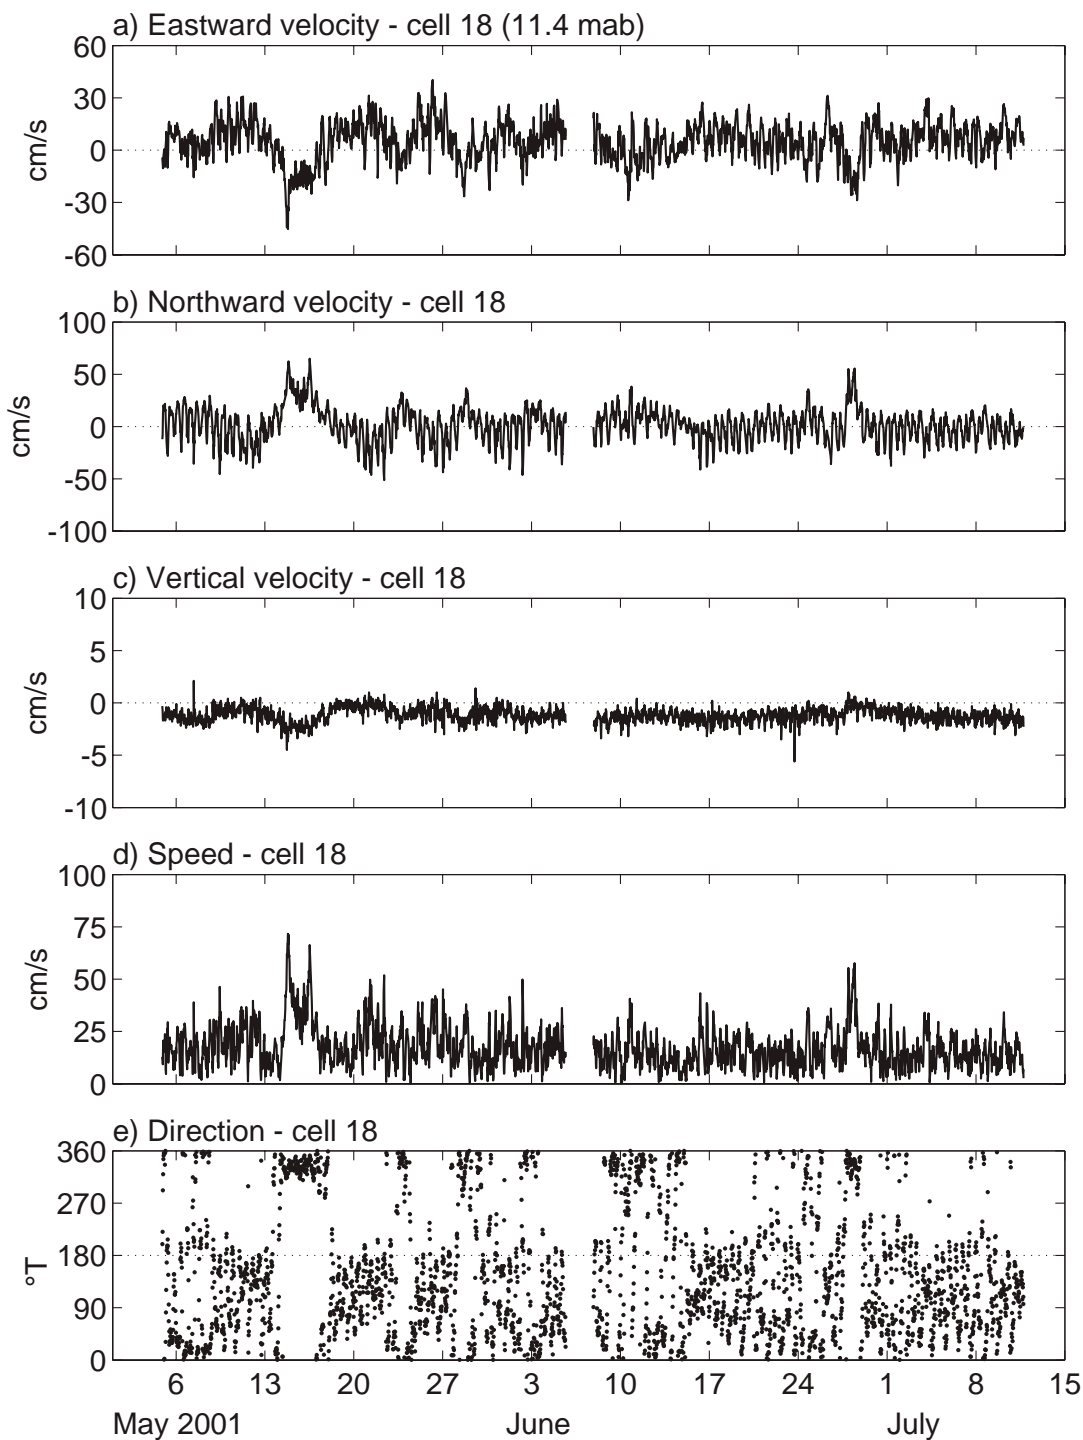 a) Eastward velocity - cell 18 (11.4 mab)
60
30
0
-30
-60
cm/s
b) Northward velocity - cell 18
100
50
0
-50
-100
cm/s
c) Vertical velocity - cell 18
10
5
0
-5
-10
cm/s
d) Speed - cell 18
100
75
50
25
0
cm/s
e) Direction - cell 18
360
270
180
90
0
°T
6 13 20 27 3 10 17 24 1 8 15
May 2001 June July